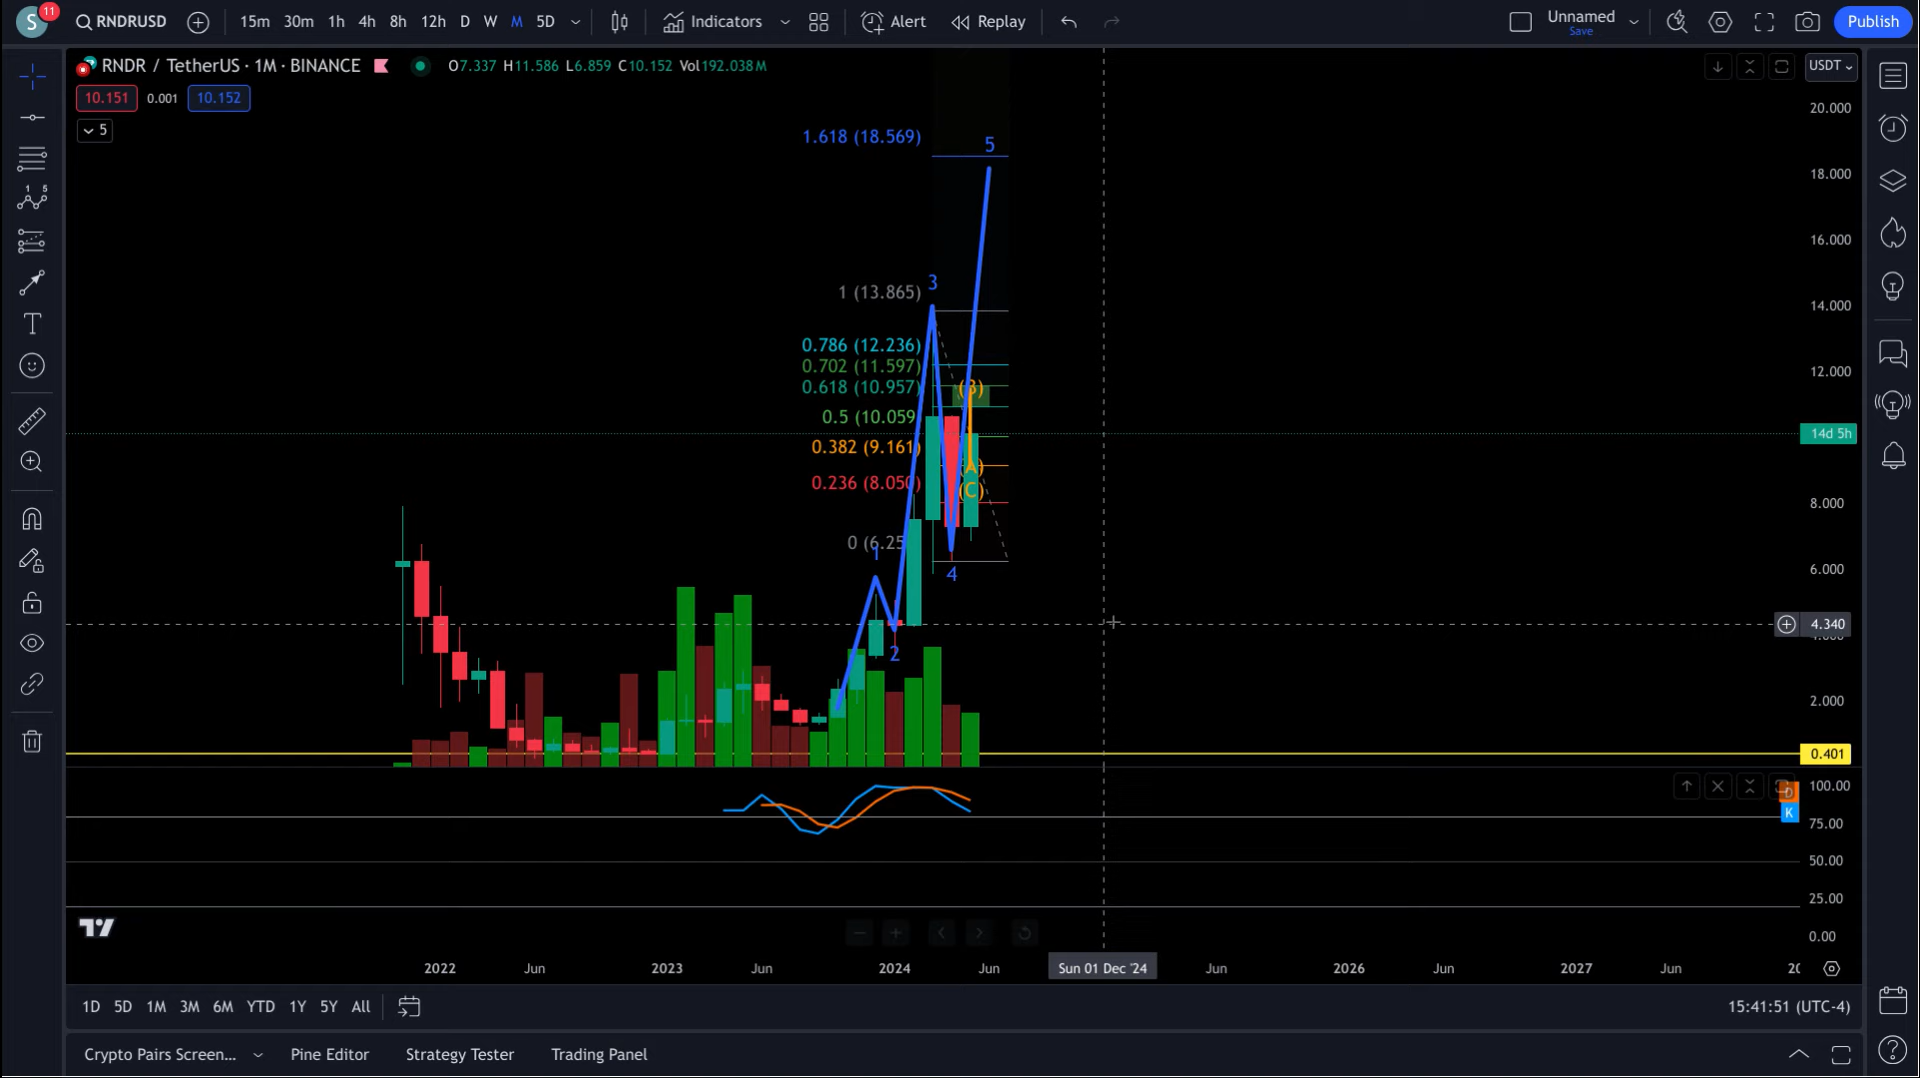 S
11
RNDRUSD
15m 30m 1h 4h 8h 12h D W M 5D
Indicators
Alert
Replay
Unnamed
Save
Publish
RNDR / TetherUS · 1M · BINANCE
O7.337 H11.586 L6.859 C10.152 Vol192.038M
USDT
10.151 0.001 10.152
5
20.000
1.618 (18.569)
5
18.000
16.000
3
1 (13.865)
14.000
0.786 (12.236)
0.702 (11.597)
12.000
0.618 (10.957)
(B)
0.5 (10.059
14d 5h
0.382 (9.161)
(A)
0.236 (8.050)
(C)
8.000
0 (6.25
1
4
6.000
4.340
2
2.000
0.401
100.00
D
K
75.00
50.00
25.00
0.00
2022 Jun 2023 Jun 2024 Jun Sun 01 Dec '24 Jun 2026 Jun 2027 Jun
1D 5D 1M 3M 6M YTD 1Y 5Y All
15:41:51 (UTC-4)
Crypto Pairs Screen... Pine Editor Strategy Tester Trading Panel